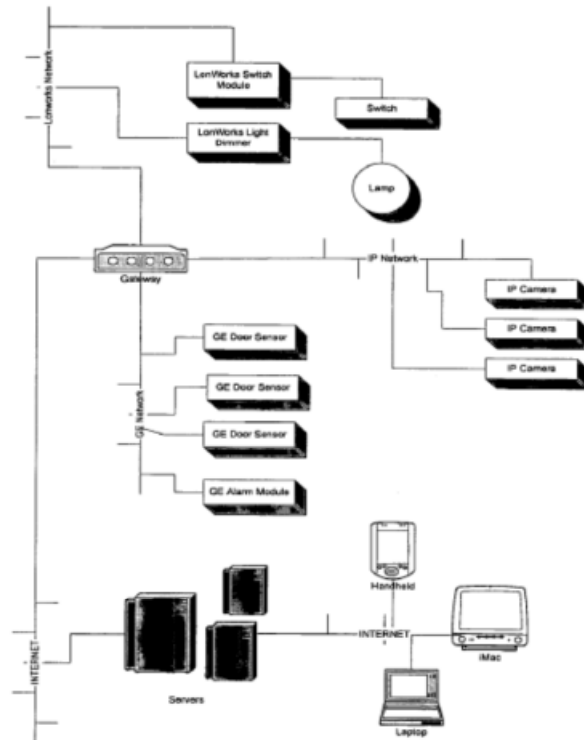 Lonworks Network
LonWorks Switch
Module
Switch
LonWorks Light
Dimmer
Lamp
Gateway
IP Network
IP Camera
IP Camera
IP Camera
GE Door Sensor
GE Network
GE Door Sensor
GE Door Sensor
GE Alarm Module
Handheld
INTERNET
iMac
INTERNET
Servers
Laptop